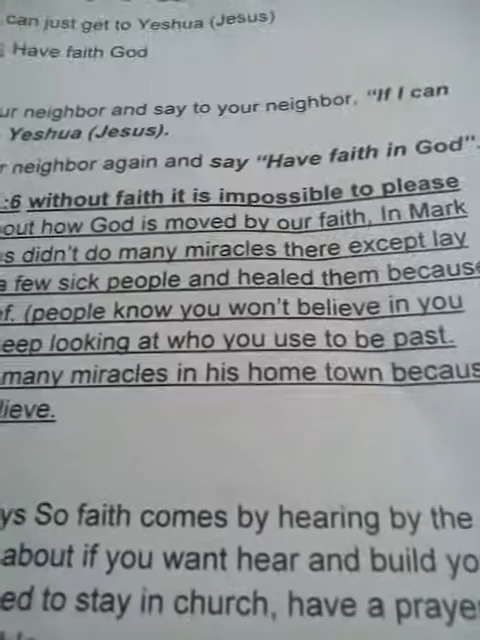 can just get to Yeshua (Jesus)
Have faith God
ur neighbor and say to your neighbor, "If I can
Yeshua (Jesus).
r neighbor again and say "Have faith in God".
:6 without faith it is impossible to please
out how God is moved by our faith, In Mark
s didn't do many miracles there except lay
a few sick people and healed them because
f. (people know you won't believe in you
eep looking at who you use to be past.
many miracles in his home town becaus
lieve.
ys So faith comes by hearing by the
about if you want hear and build yo
ed to stay in church, have a praye